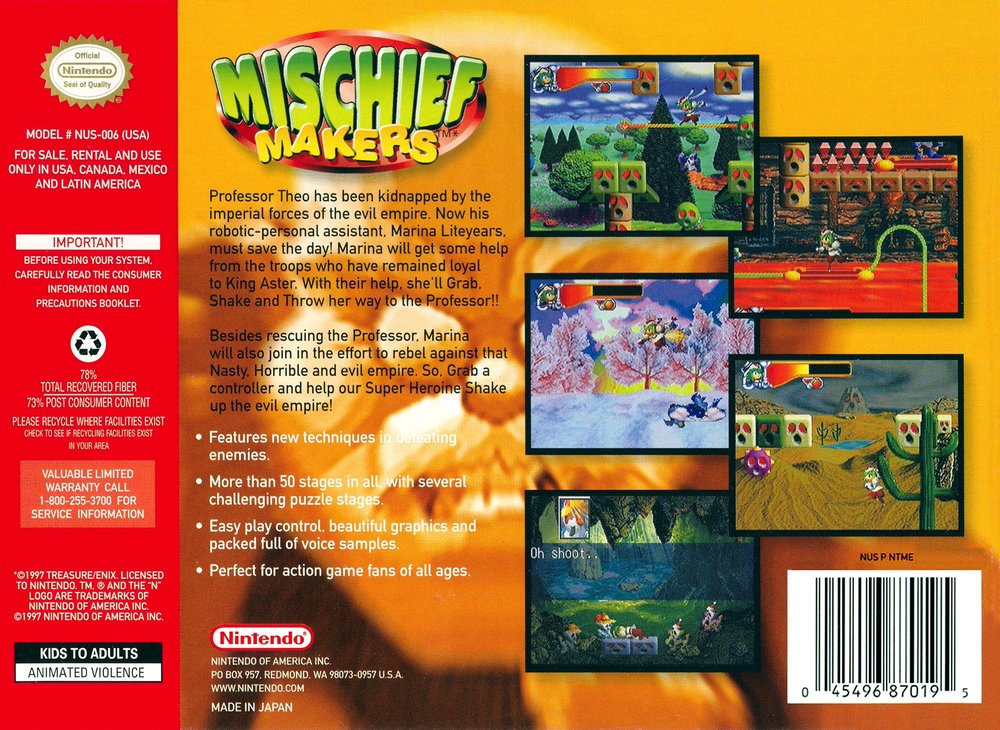 Official
Nintendo
Seal of Quality
MODEL # NUS-006 (USA)
FOR SALE, RENTAL AND USE
ONLY IN USA, CANADA, MEXICO
AND LATIN AMERICA
IMPORTANT!
BEFORE USING YOUR SYSTEM,
CAREFULLY READ THE CONSUMER
INFORMATION AND
PRECAUTIONS BOOKLET.
78%
TOTAL RECOVERED FIBER
73% POST CONSUMER CONTENT
PLEASE RECYCLE WHERE FACILITIES EXIST
CHECK TO SEE IF RECYCLING FACILITIES EXIST
IN YOUR AREA
VALUABLE LIMITED
WARRANTY CALL
1-800-255-3700 FOR
SERVICE INFORMATION
*©1997 TREASURE/ENIX. LICENSED
TO NINTENDO. TM, ® AND THE "N"
LOGO ARE TRADEMARKS OF
NINTENDO OF AMERICA INC.
©1997 NINTENDO OF AMERICA INC.
KIDS TO ADULTS
ANIMATED VIOLENCE
MISCHIEF
MAKERS TM*
Professor Theo has been kidnapped by the
imperial forces of the evil empire. Now his
robotic-personal assistant, Marina Liteyears,
must save the day! Marina will get some help
from the troops who have remained loyal
to King Aster. With their help, she'll Grab,
Shake and Throw her way to the Professor!!
Besides rescuing the Professor, Marina
will also join in the effort to rebel against that
Nasty, Horrible and evil empire. So, Grab a
controller and help our Super Heroine Shake
up the evil empire!
• Features new techniques in defeating
enemies.
• More than 50 stages in all, with several
challenging puzzle stages.
• Easy play control, beautiful graphics and
packed full of voice samples.
• Perfect for action game fans of all ages.
Nintendo®
NINTENDO OF AMERICA INC.
PO BOX 957, REDMOND, WA 98073-0957 U.S.A.
WWW.NINTENDO.COM
MADE IN JAPAN
Oh shoot..
NUS P NTME
0 45496 87019 5